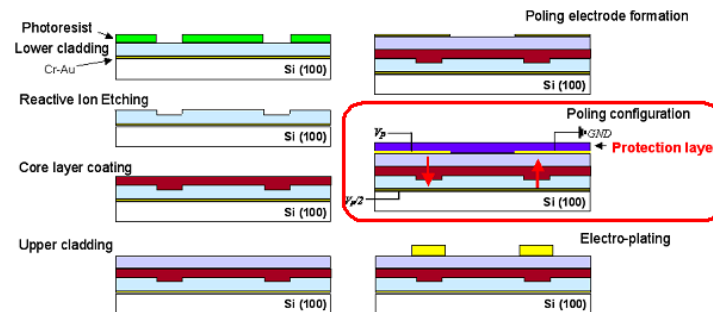 Photoresist
Lower cladding
Cr-Au
Si (100)
Reactive Ion Etching
Si (100)
Core layer coating
Si (100)
Upper cladding
Si (100)
Poling electrode formation
Si (100)
Poling configuration
Vp
GND
Protection laye
Vp/2
Si (100)
Electro-plating
Si (100)